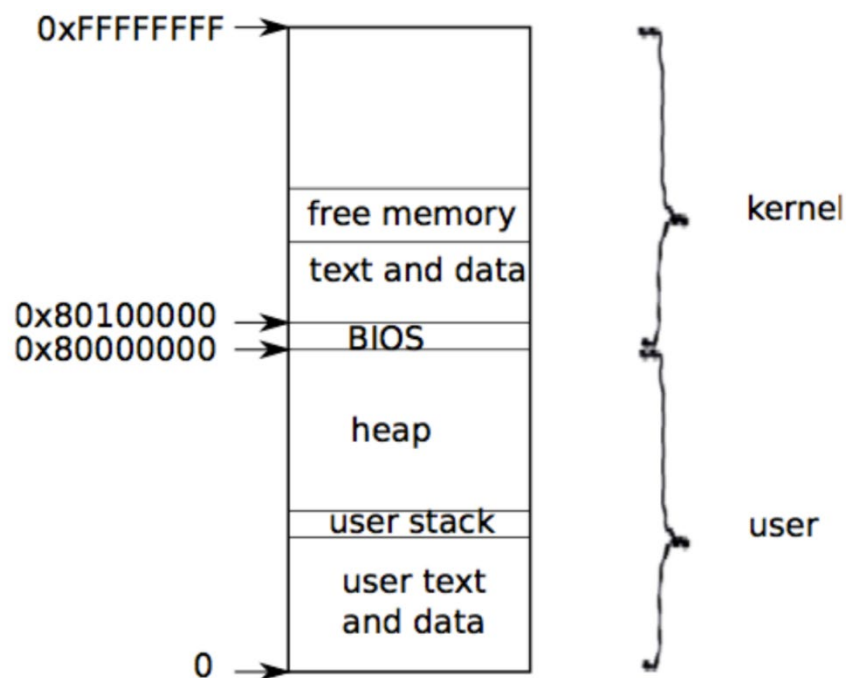 0xFFFFFFFF
free memory
kernel
text and data
0x80100000
BIOS
0x80000000
heap
user stack
user
user text
and data
0